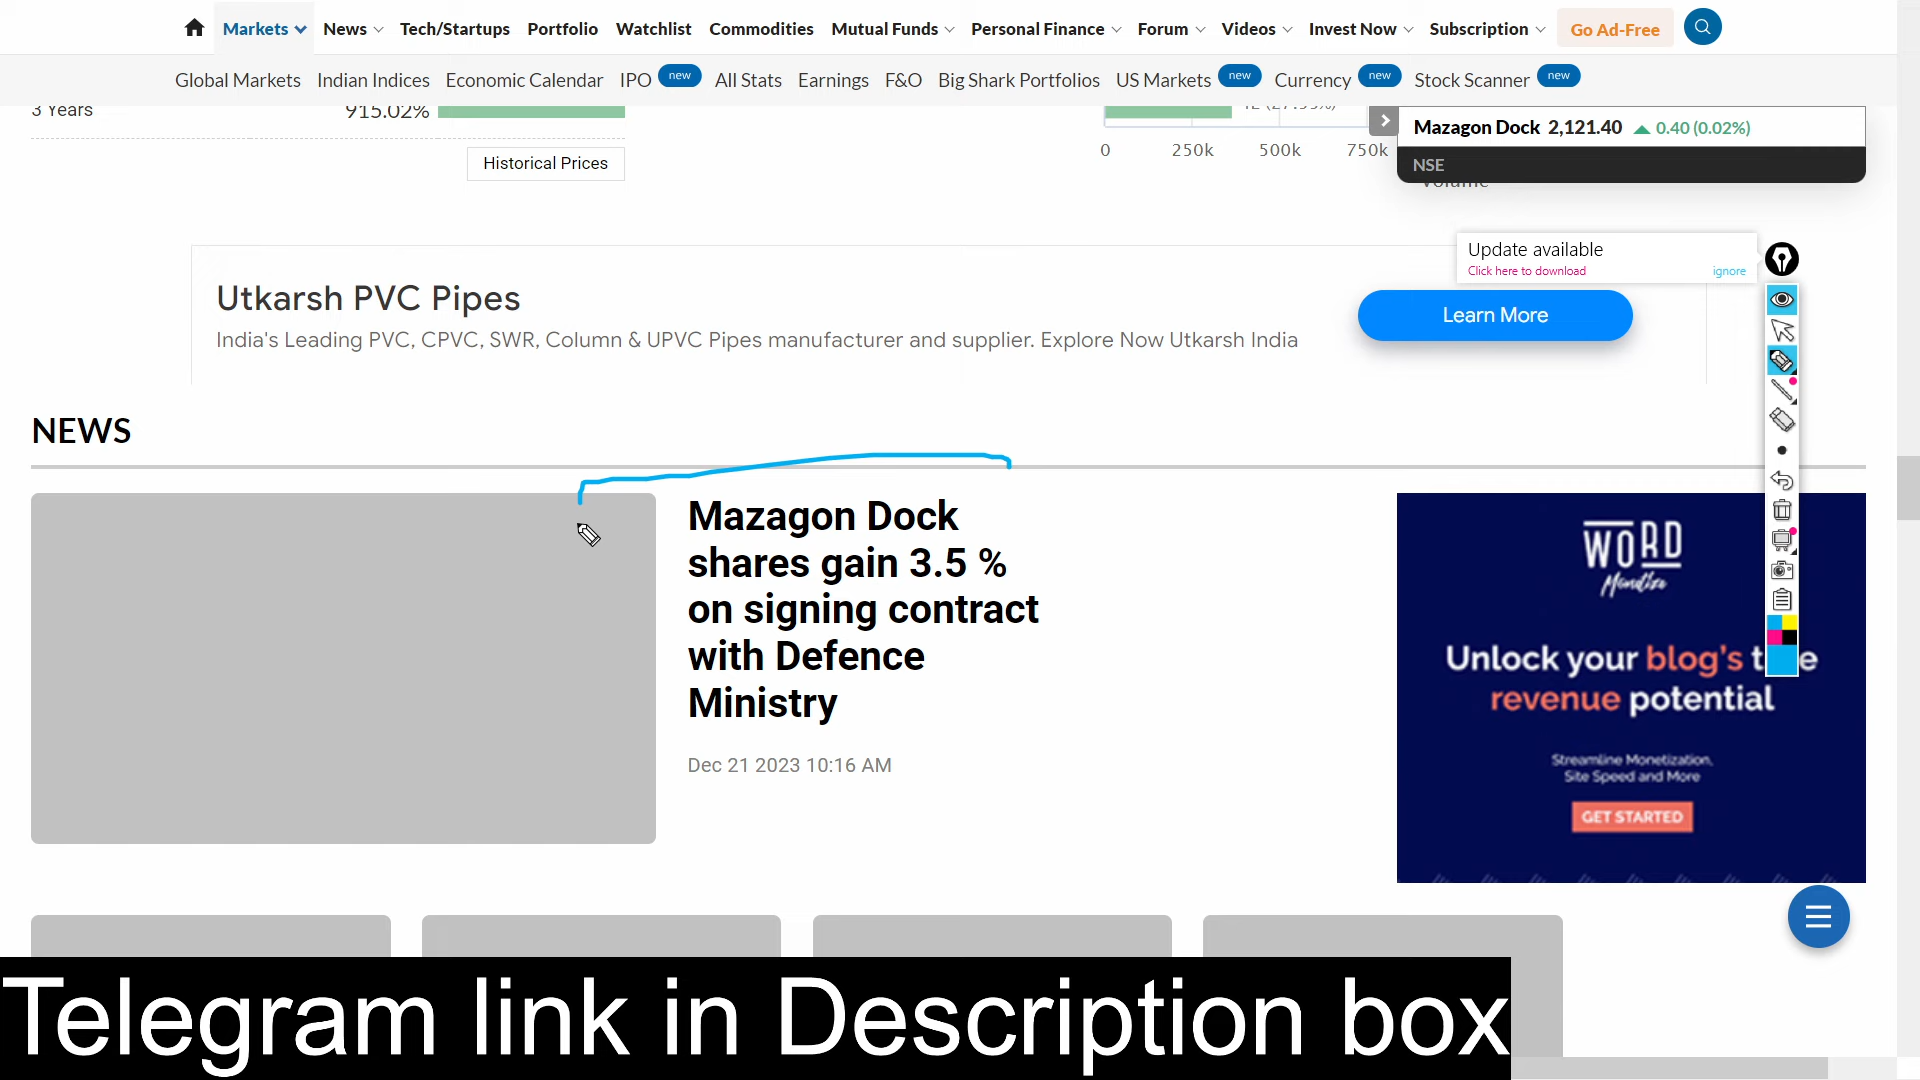 Markets News Tech/Startups Portfolio Watchlist Commodities Mutual Funds Personal Finance Forum Videos Invest Now Subscription Go Ad-Free
Global Markets Indian Indices Economic Calendar IPO new All Stats Earnings F&O Big Shark Portfolios US Markets new Currency new Stock Scanner new
3 Years 915.02%
Mazagon Dock 2,121.40 0.40 (0.02%)
0 250k 500k 750k
Historical Prices
NSE
Volume
Update available
Click here to download ignore
Utkarsh PVC Pipes
India's Leading PVC, CPVC, SWR, Column & UPVC Pipes manufacturer and supplier. Explore Now Utkarsh India
Learn More
NEWS
Mazagon Dock
shares gain 3.5 %
on signing contract
with Defence
Ministry
Dec 21 2023 10:16 AM
WORD
Monetize
Unlock your blog's
revenue potential
Streamline Monetization,
Site Speed and More
GET STARTED
Telegram link in Description box